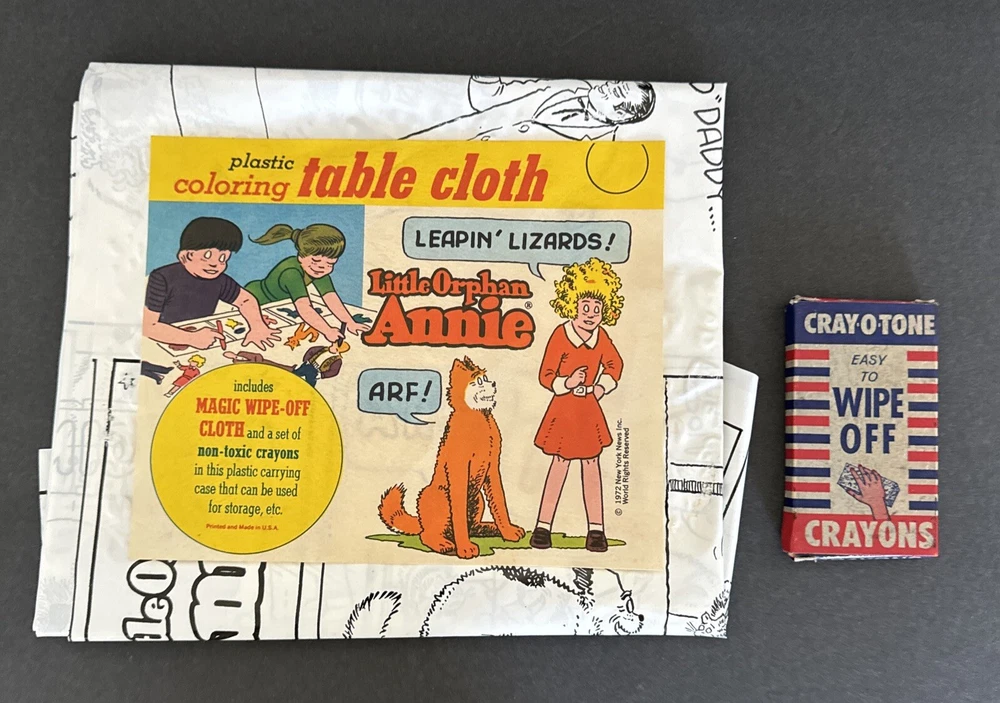 "DADDY....
plastic
coloring table cloth
LEAPIN' LIZARDS!
Little Orphan
Annie®
ARF!
includes
MAGIC WIPE-OFF
CLOTH and a set of
non-toxic crayons
in this plastic carrying
case that can be used
for storage, etc.
Printed and Made in U.S.A.
© 1972 New York News Inc.
World Rights Reserved
CRAY-O-TONE
EASY
TO
WIPE
OFF
CRAYONS